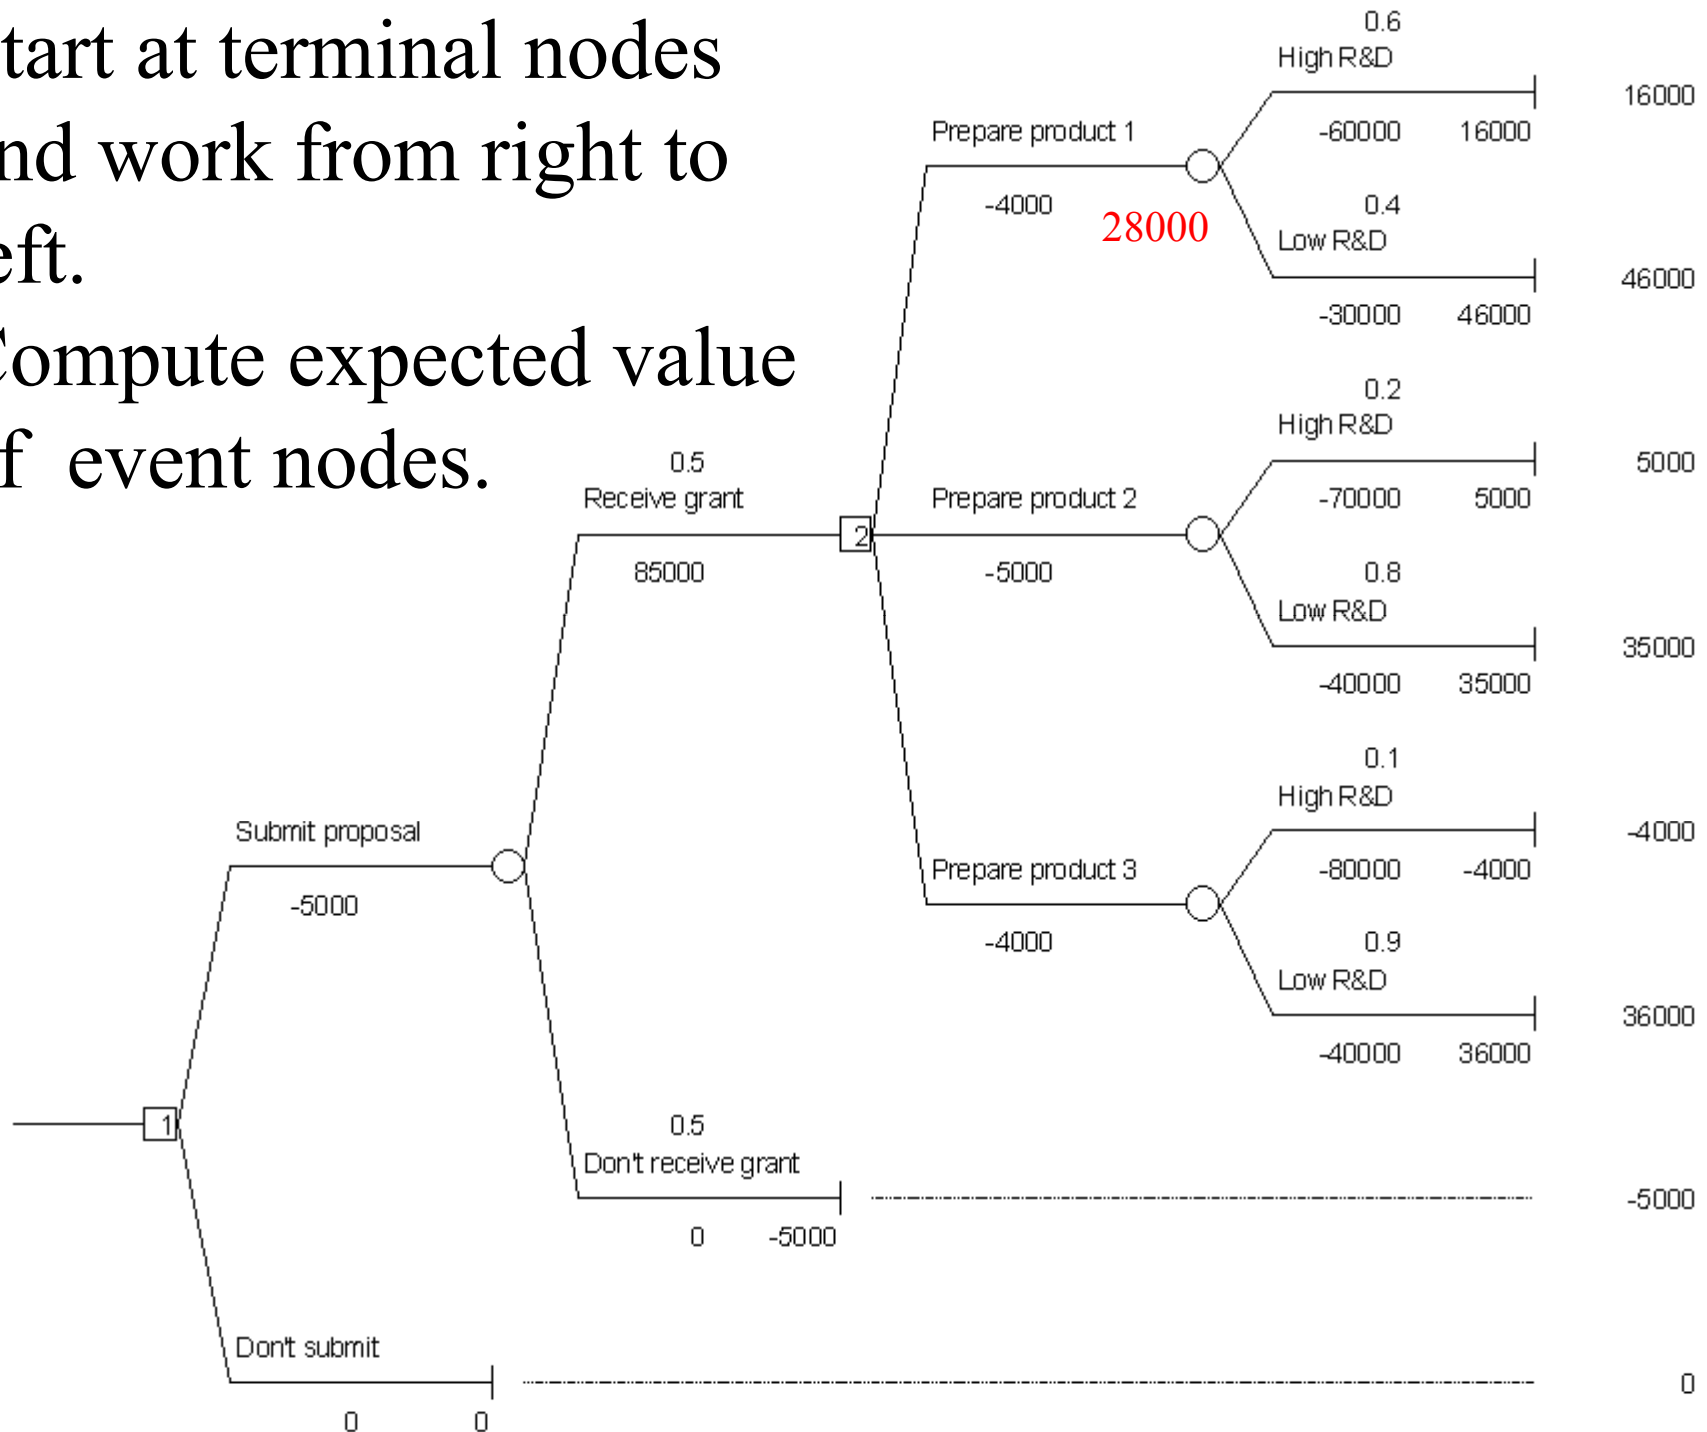 tart at terminal nodes
nd work from right to
eft.
Compute expected value
f event nodes.
0.6
High R&D
16000
-60000 16000
Prepare product 1
-4000
28000
0.4
Low R&D
46000
-30000 46000
0.2
High R&D
5000
-70000 5000
0.5
Receive grant
85000
2
Prepare product 2
-5000
0.8
Low R&D
35000
-40000 35000
0.1
High R&D
-4000
-80000 -4000
Submit proposal
-5000
Prepare product 3
-4000
0.9
Low R&D
36000
-40000 36000
1
0.5
Don't receive grant
-5000
0 -5000
Don't submit
0
0 0